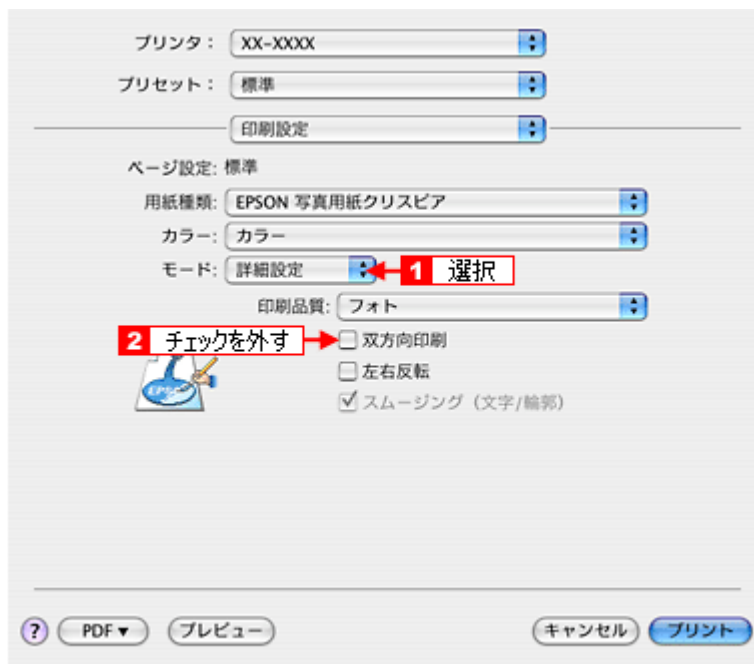 プリンタ： XX-XXXX
プリセット： 標準
印刷設定
ページ設定: 標準
用紙種類: EPSON 写真用紙クリスピア
カラー: カラー
モード: 詳細設定 1 選択
印刷品質: フォト
2 チェックを外す 双方向印刷
左右反転
EPSON
スムージング（文字/輪郭）
? PDF▼ プレビュー キャンセル プリント